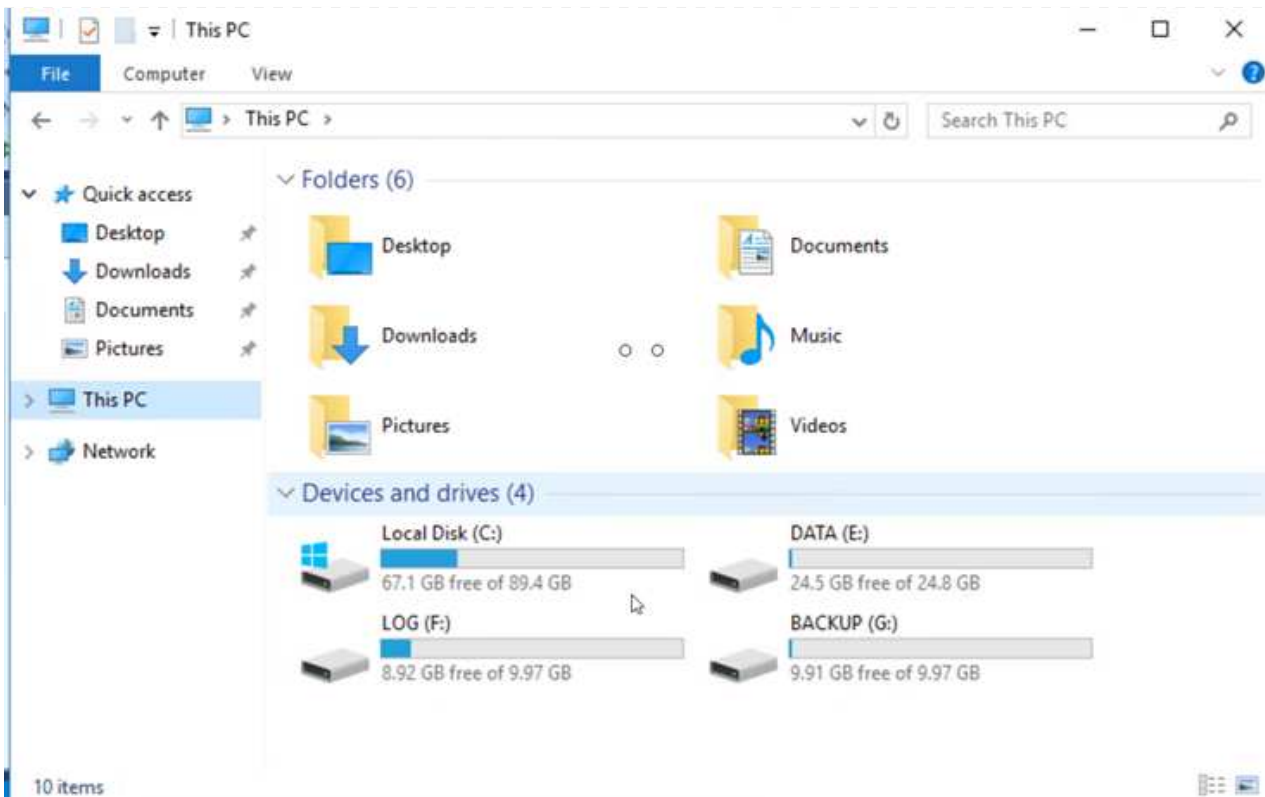 This PC
File Computer View
This PC
Search This PC
Quick access
Desktop
Downloads
Documents
Pictures
This PC
Network
Folders (6)
Desktop
Documents
Downloads
Music
Pictures
Videos
Devices and drives (4)
Local Disk (C:)
67.1 GB free of 89.4 GB
DATA (E:)
24.5 GB free of 24.8 GB
LOG (F:)
8.92 GB free of 9.97 GB
BACKUP (G:)
9.91 GB free of 9.97 GB
10 items